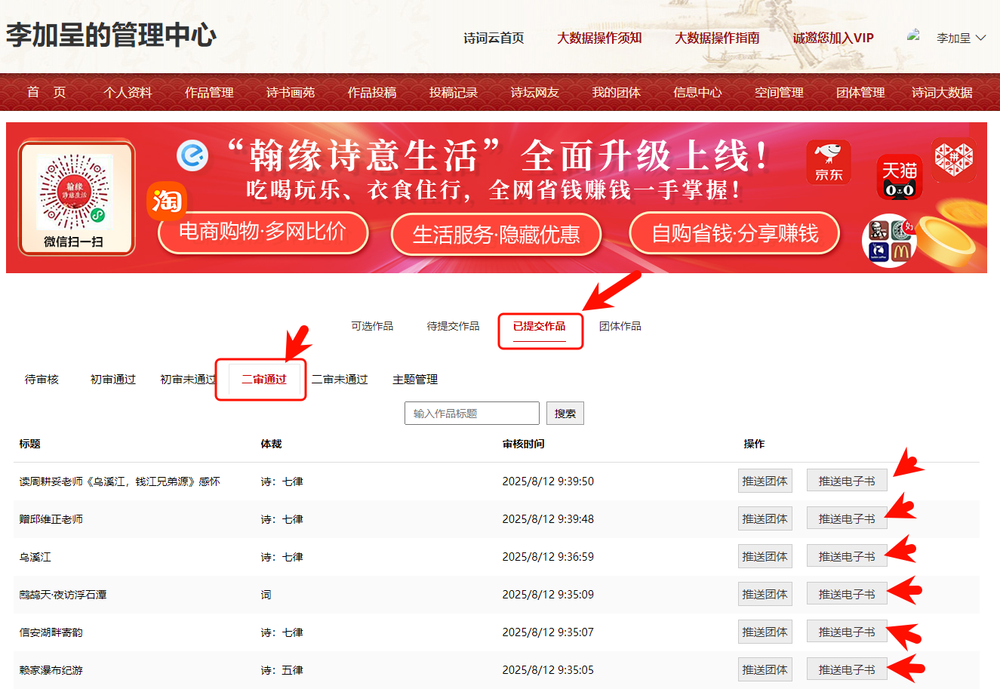 李加呈的管理中心
诗词云首页 大数据操作须知 大数据操作指南 诚邀您加入VIP 李加呈
首 页 个人资料 作品管理 诗书画苑 作品投稿 投稿记录 诗坛网友 我的团体 信息中心 空间管理 团体管理 诗词大数据
“翰缘诗意生活”全面升级上线！
吃喝玩乐、衣食住行，全网省钱赚钱一手掌握！
翰缘
诗意生活
微信扫一扫
淘
电商购物·多网比价 生活服务·隐藏优惠 自购省钱·分享赚钱
京东
天猫
拼
可选作品 待提交作品 已提交作品 团体作品
待审核 初审通过 初审未通过 二审通过 二审未通过 主题管理
输入作品标题 搜索
标题 体裁 审核时间 操作
读周耕妥老师《乌溪江，钱江兄弟源》感怀 诗：七律 2025/8/12 9:39:50 推送团体 推送电子书
赠邱维正老师 诗：七律 2025/8/12 9:39:48 推送团体 推送电子书
乌溪江 诗：七律 2025/8/12 9:36:59 推送团体 推送电子书
鹧鸪天·夜访浮石潭 词 2025/8/12 9:35:09 推送团体 推送电子书
信安湖畔寄韵 诗：七律 2025/8/12 9:35:07 推送团体 推送电子书
赖家瀑布纪游 诗：五律 2025/8/12 9:35:05 推送团体 推送电子书